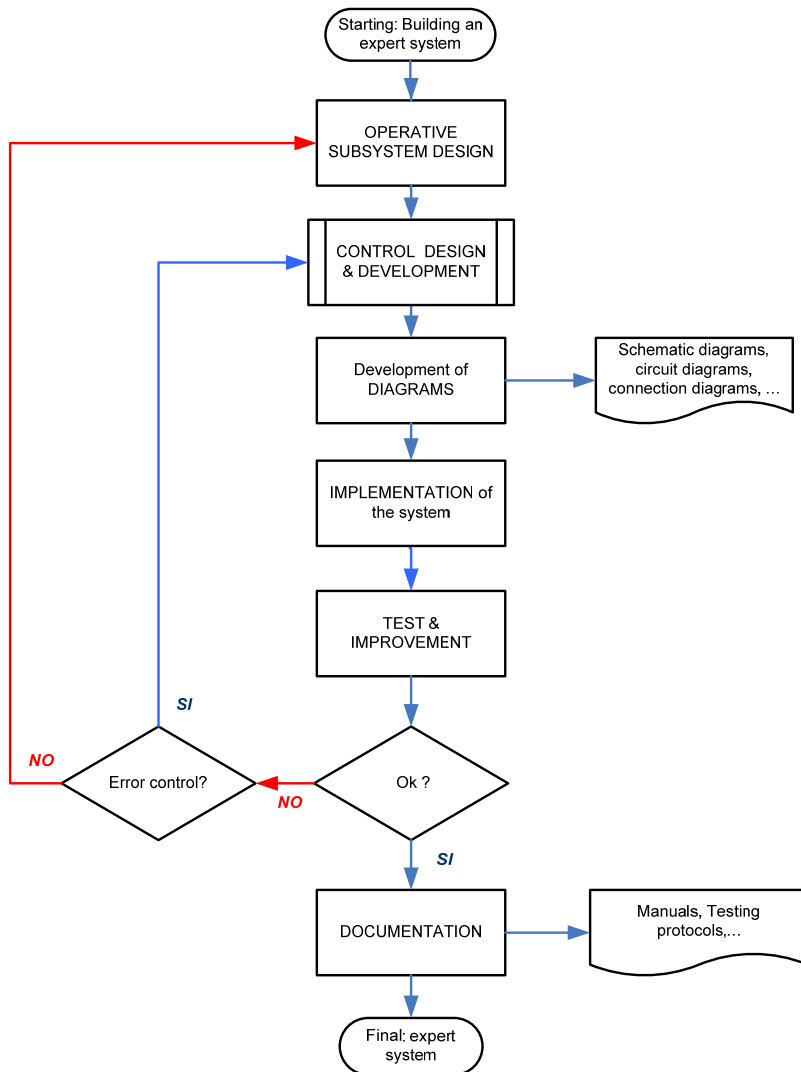 Starting: Building an
expert system
OPERATIVE
SUBSYSTEM DESIGN
CONTROL DESIGN
& DEVELOPMENT
Development of
DIAGRAMS
Schematic diagrams,
circuit diagrams,
connection diagrams, ...
IMPLEMENTATION of
the system
TEST &
IMPROVEMENT
SI
NO
Error control?
NO
Ok ?
SI
DOCUMENTATION
Manuals, Testing
protocols,...
Final: expert
system